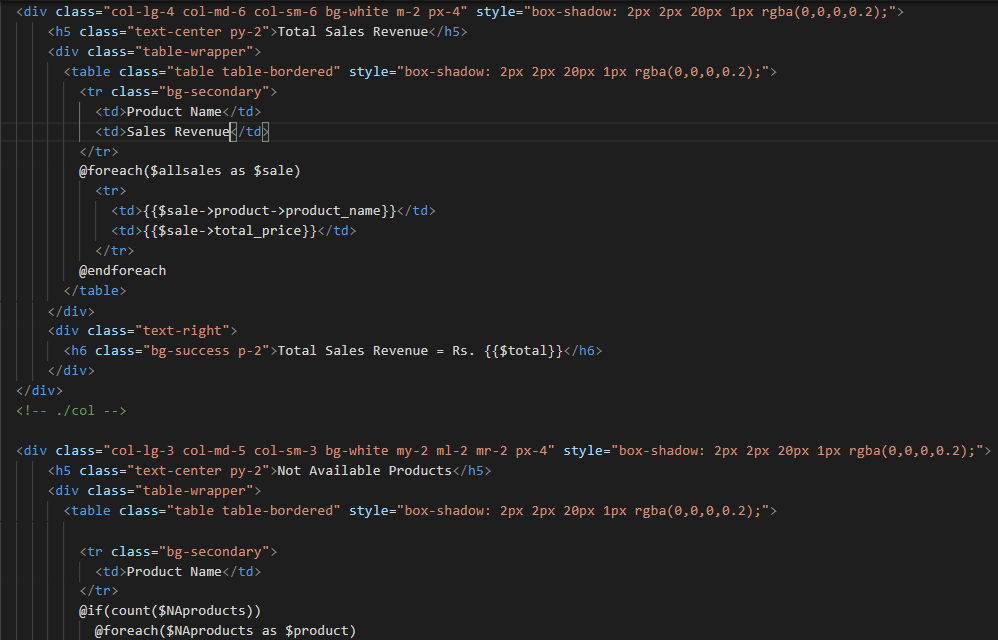 <div class="col-lg-4 col-md-6 col-sm-6 bg-white m-2 px-4" style="box-shadow: 2px 2px 20px 1px rgba(0,0,0,0.2);">
<h5 class="text-center py-2">Total Sales Revenue</h5>
<div class="table-wrapper">
<table class="table table-bordered" style="box-shadow: 2px 2px 20px 1px rgba(0,0,0,0.2);">
<tr class="bg-secondary">
<td>Product Name</td>
<td>Sales Revenue</td>
</tr>
@foreach($allsales as $sale)
<tr>
<td>{{$sale->product->product_name}}</td>
<td>{{$sale->total_price}}</td>
</tr>
@endforeach
</table>
</div>
<div class="text-right">
<h6 class="bg-success p-2">Total Sales Revenue = Rs. {{$total}}</h6>
</div>
</div>
<!-- ./col -->
<div class="col-lg-3 col-md-5 col-sm-3 bg-white my-2 ml-2 mr-2 px-4" style="box-shadow: 2px 2px 20px 1px rgba(0,0,0,0.2);">
<h5 class="text-center py-2">Not Available Products</h5>
<div class="table-wrapper">
<table class="table table-bordered" style="box-shadow: 2px 2px 20px 1px rgba(0,0,0,0.2);">
<tr class="bg-secondary">
<td>Product Name</td>
</tr>
@if(count($NAproducts))
@foreach($NAproducts as $product)